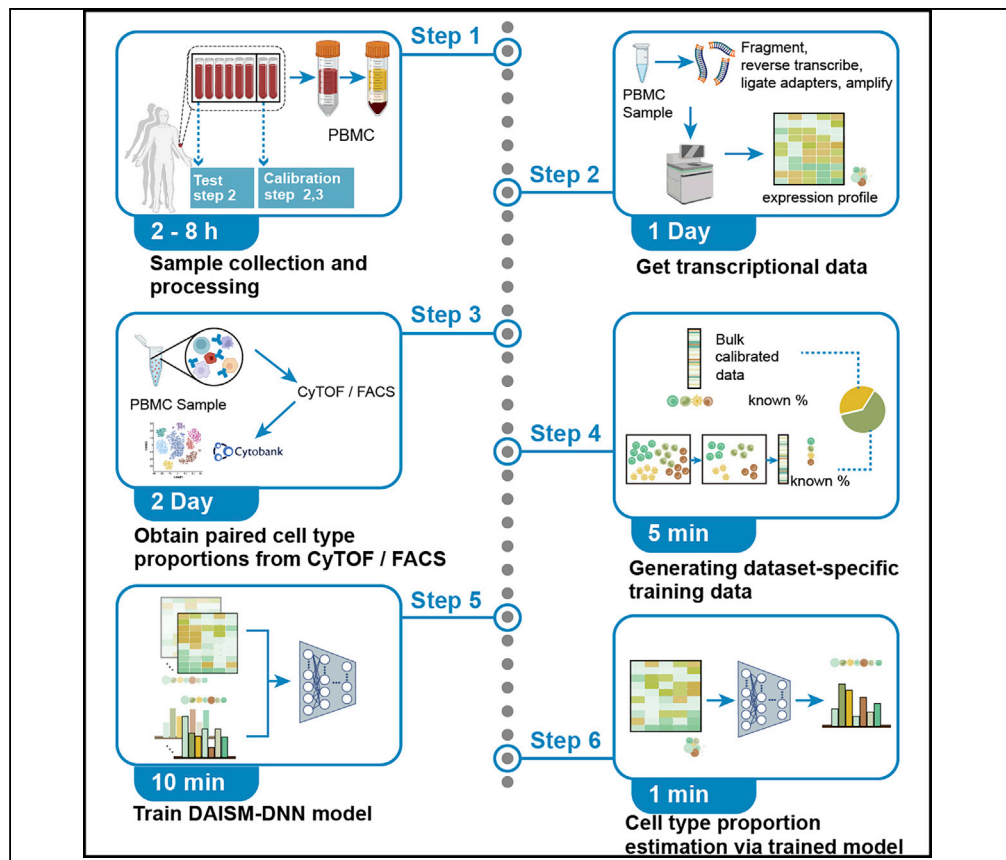 Step 1
PBMC
Test
step 2
Calibration
step 2,3
2 - 8 h
Sample collection and
processing
Step 2
PBMC
Sample
Fragment,
reverse transcribe,
ligate adapters, amplify
expression profile
1 Day
Get transcriptional data
Step 3
PBMC Sample
CyTOF / FACS
Cytobank
2 Day
Obtain paired cell type
proportions from CyTOF / FACS
Step 4
Bulk
calibrated
data
known %
known %
5 min
Generating dataset-specific
training data
Step 5
10 min
Train DAISM-DNN model
Step 6
1 min
Cell type proportion
estimation via trained model